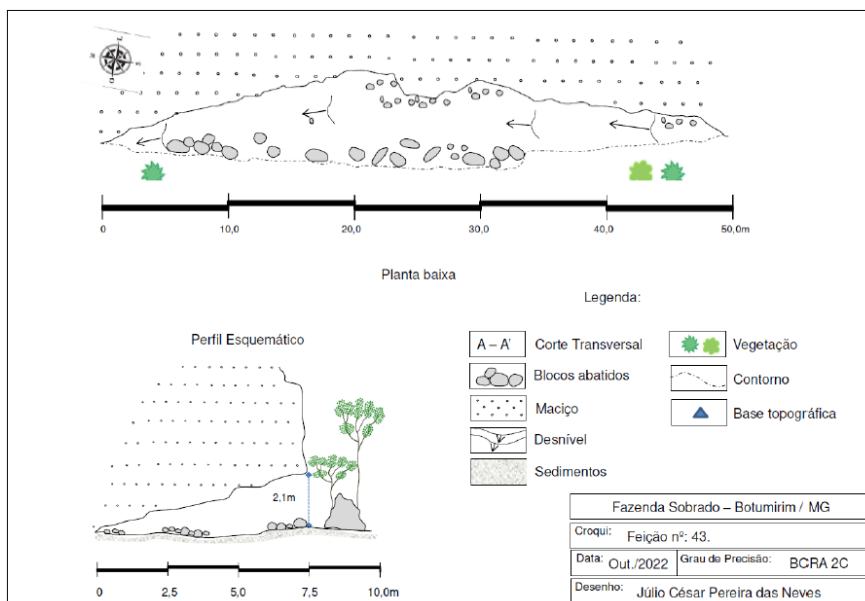 0 10,0 20,0 30,0 40,0 50,0m
Planta baixa
Legenda:
Perfil Esquemático
A – A' Corte Transversal
Vegetação
Blocos abatidos
Contorno
Maciço
Base topográfica
Desnível
Sedimentos
2,1m
0 2,5 5,0 7,5 10,0m
Fazenda Sobrado – Botumirim / MG
Croqui: Feição nº: 43.
Data: Out./2022 Grau de Precisão: BCRA 2C
Desenho: Júlio César Pereira das Neves